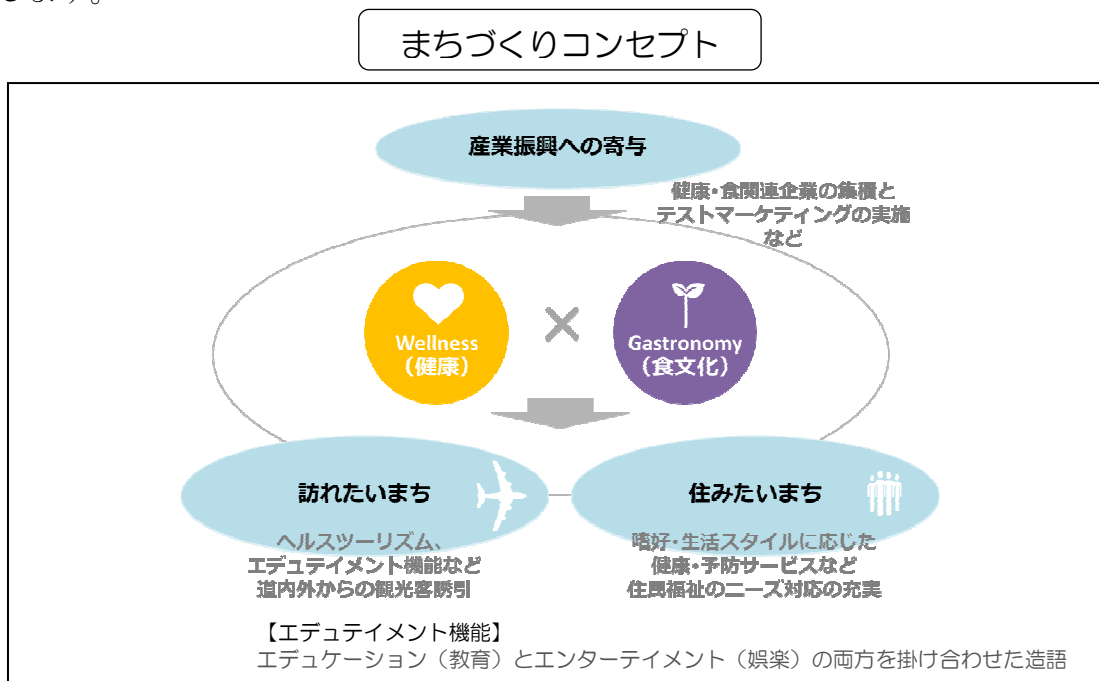 します。
まちづくりコンセプト
産業振興への寄与
健康・食関連企業の集積と
テストマーケティングの実施
など
Wellness
（健康）
×
Gastronomy
（食文化）
訪れたいまち
住みたいまち
ヘルスツーリズム、
エデュテイメント機能など
道内外からの観光客誘引
嗜好・生活スタイルに応じた
健康・予防サービスなど
住民福祉のニーズ対応の充実
【エデュテイメント機能】
エデュケーション（教育）とエンターテイメント（娯楽）の両方を掛け合わせた造語